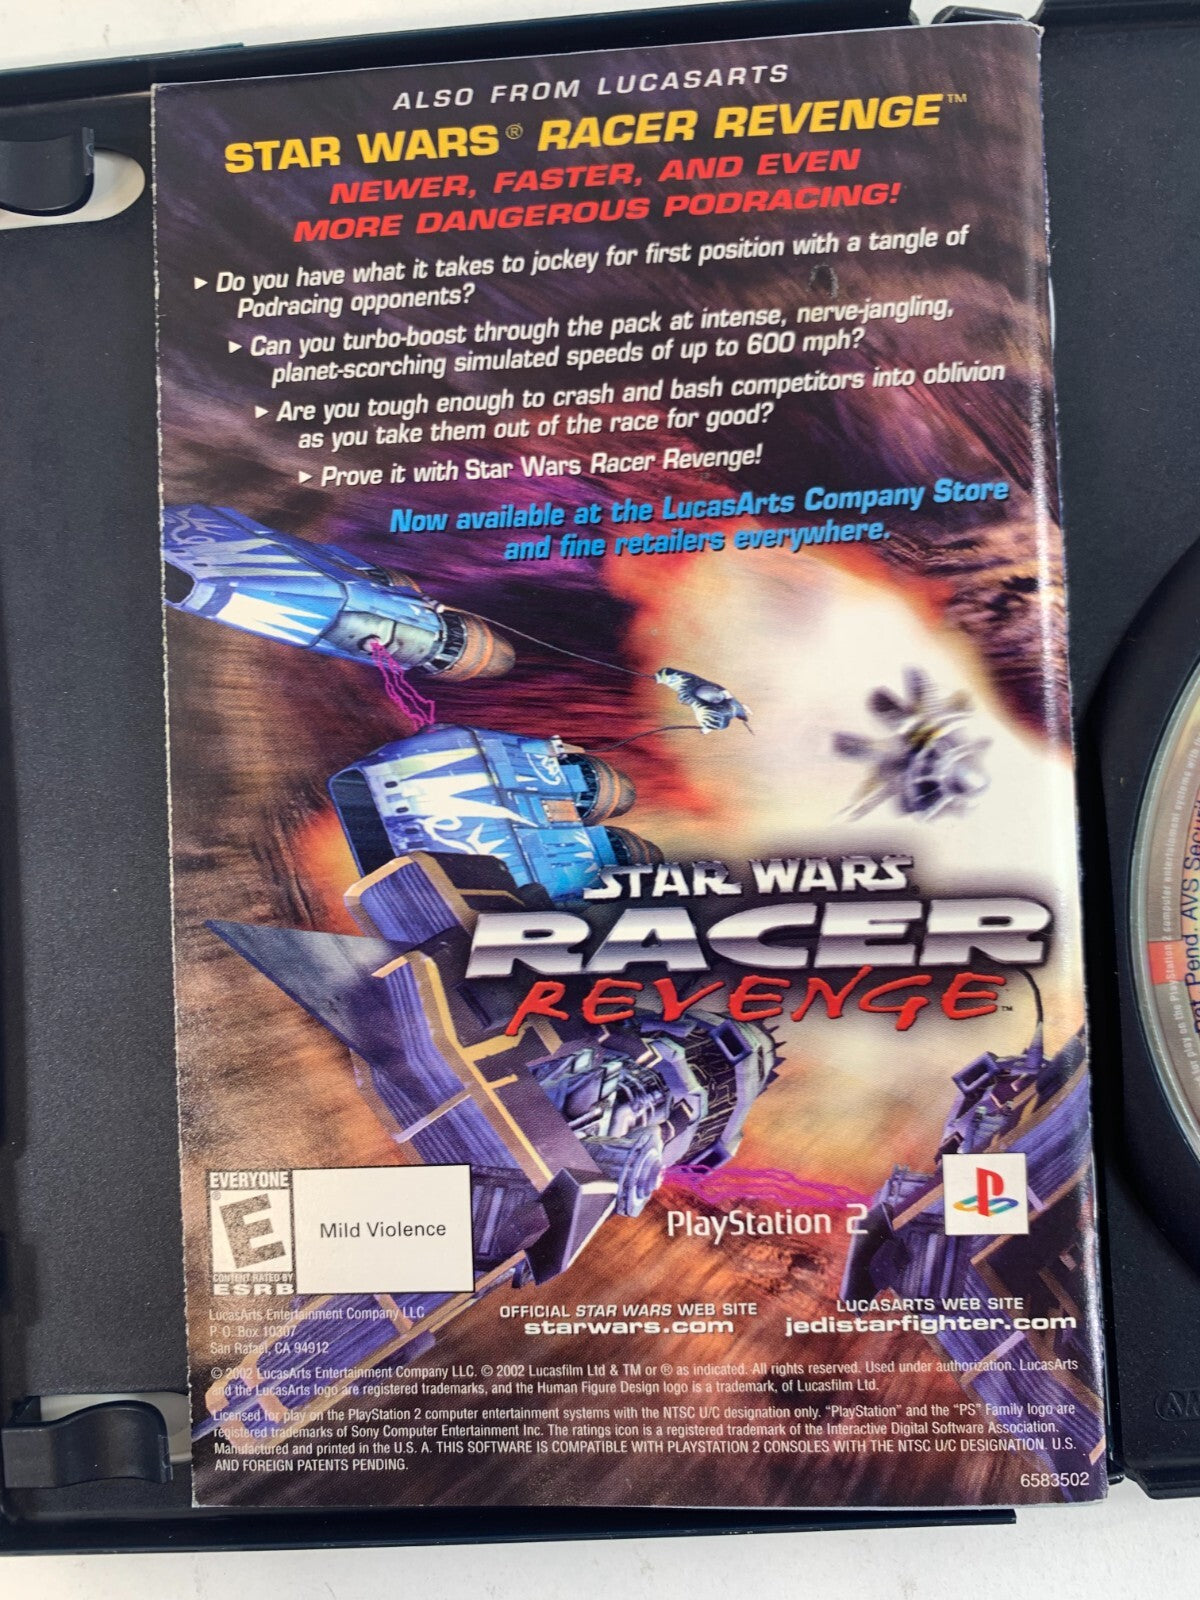 ALSO FROM LUCASARTS
STAR WARS® RACER REVENGE™
NEWER, FASTER, AND EVEN
MORE DANGEROUS PODRACING!
► Do you have what it takes to jockey for first position with a tangle of
Podracing opponents?
► Can you turbo-boost through the pack at intense, nerve-jangling,
planet-scorching simulated speeds of up to 600 mph?
► Are you tough enough to crash and bash competitors into oblivion
as you take them out of the race for good?
► Prove it with Star Wars Racer Revenge!
Now available at the LucasArts Company Store
and fine retailers everywhere.
STAR WARS
RACER
REVENGE™
EVERYONE
E
CONTENT RATED BY
ESRB
Mild Violence
PlayStation 2
LucasArts Entertainment Company LLC
P.O. Box 10307
San Rafael, CA 94912
OFFICIAL STAR WARS WEB SITE
starwars.com
LUCASARTS WEB SITE
jedistarfighter.com
© 2002 LucasArts Entertainment Company LLC. © 2002 Lucasfilm Ltd & TM or ® as indicated. All rights reserved. Used under authorization. LucasArts
and the LucasArts logo are registered trademarks, and the Human Figure Design logo is a trademark, of Lucasfilm Ltd.
Licensed for play on the PlayStation 2 computer entertainment systems with the NTSC U/C designation only. “PlayStation” and the “PS” Family logo are
registered trademarks of Sony Computer Entertainment Inc. The ratings icon is a registered trademark of the Interactive Digital Software Association.
Manufactured and printed in the U.S. A. THIS SOFTWARE IS COMPATIBLE WITH PLAYSTATION 2 CONSOLES WITH THE NTSC U/C DESIGNATION. U.S.
AND FOREIGN PATENTS PENDING.
6583502
Pend. AVS